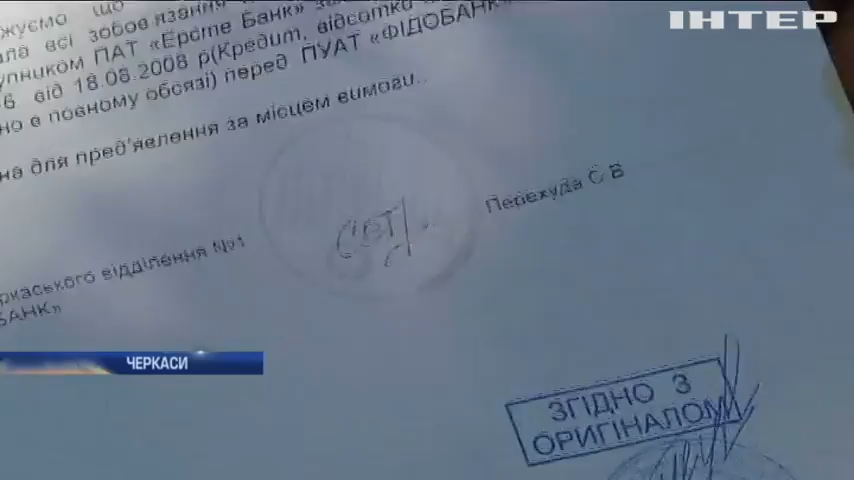 ІНТЕР
жуємо що
ала всі зобов'язання
упником ПАТ «Ерсте Банк»
від 18.08.2008 р(Кредит, відсотки
но в повному обсязі) перед ПУАТ «ФІДОБАНК»
на для пред'явлення за місцем вимоги..
Перехуда С В
ркаського відділення №1
БАНК»
ЧЕРКАСИ
ЗГІДНО З
ОРИГІНАЛОМ